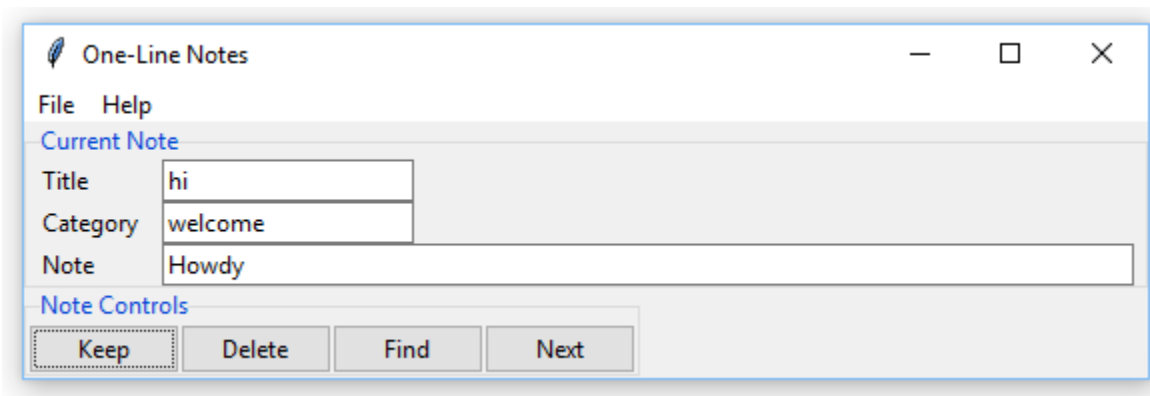 One-Line Notes
File Help
Current Note
Title hi
Category welcome
Note Howdy
Note Controls
Keep Delete Find Next